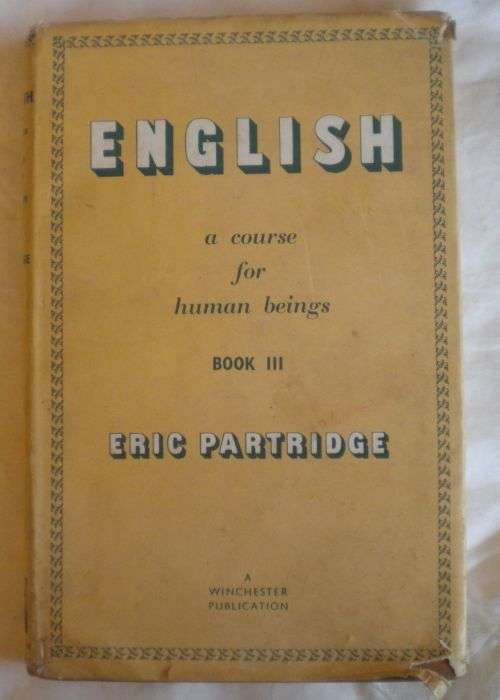 ENGLISH
a course
for
human beings
BOOK III
ERIC PARTRIDGE
A
WINCHESTER
PUBLICATION